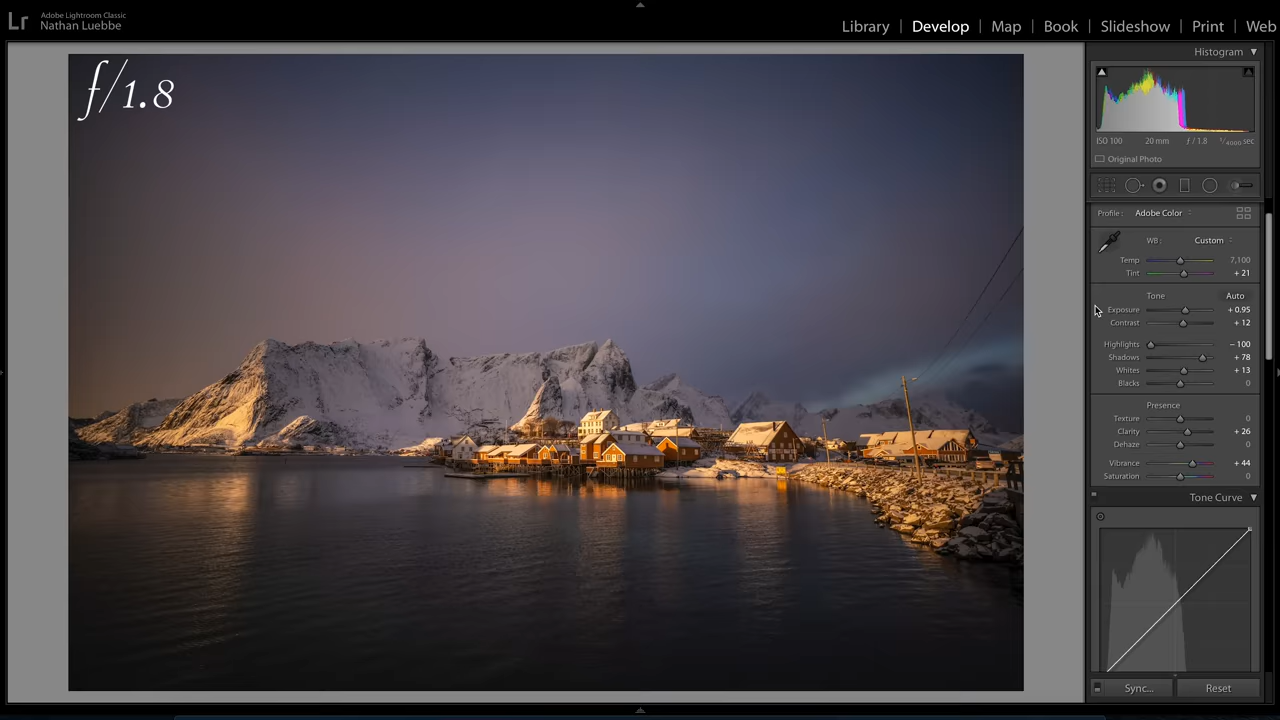 Lr
Adobe Lightroom Classic
Nathan Luebbe
Library | Develop | Map | Book | Slideshow | Print | Web
f/1.8
Histogram
ISO 100 20 mm f / 1.8 1/4000 sec
Original Photo
Profile : Adobe Color
WB : Custom
Temp 7,100
Tint + 21
Tone Auto
Exposure + 0.95
Contrast + 12
Highlights − 100
Shadows + 78
Whites + 13
Blacks 0
Presence
Texture 0
Clarity + 26
Dehaze 0
Vibrance + 44
Saturation 0
Tone Curve
Sync... Reset